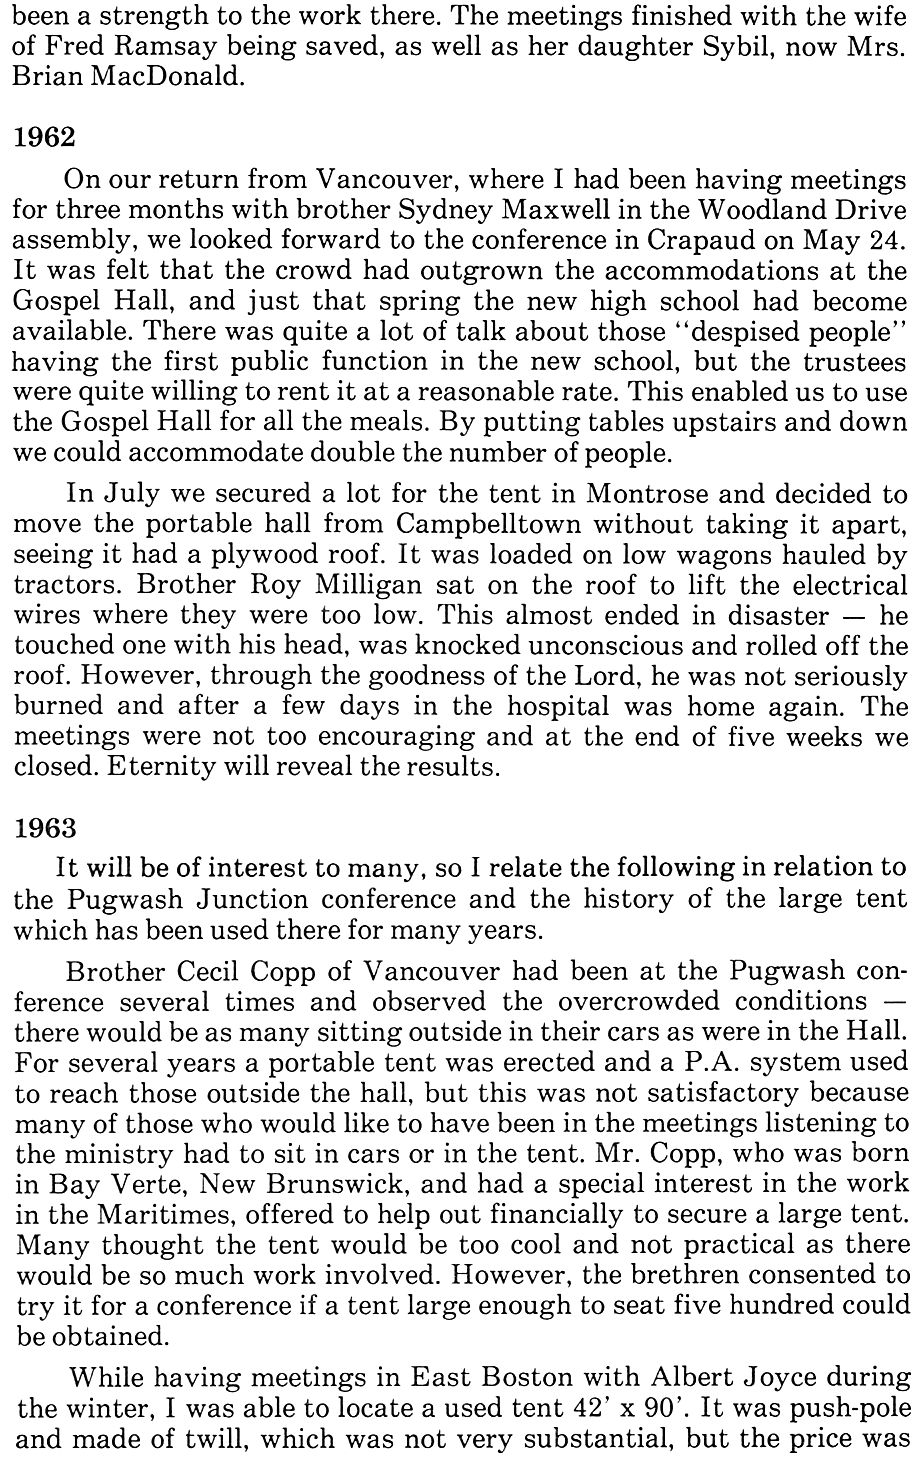 been a strength to the work there. The meetings finished with the wife
of Fred Ramsay being saved, as well as her daughter Sybil, now Mrs.
Brian MacDonald.
1962
On our return from Vancouver, where I had been having meetings
for three months with brother Sydney Maxwell in the Woodland Drive
assembly, we looked forward to the conference in Crapaud on May 24.
It was felt that the crowd had outgrown the accommodations at the
Gospel Hall, and just that spring the new high school had become
available. There was quite a lot of talk about those ‘‘despised people’’
having the first public function in the new school, but the trustees
were quite willing to rent it at a reasonable rate. This enabled us to use
the Gospel Hall for all the meals. By putting tables upstairs and down
we could accommodate double the number of people.
In July we secured a lot for the tent in Montrose and decided to
move the portable hall from Campbelltown without taking it apart,
seeing it had a plywood roof. It was loaded on low wagons hauled by
tractors. Brother Roy Milligan sat on the roof to lift the electrical
wires where they were too low. This almost ended in disaster — he
touched one with his head, was knocked unconscious and rolled off the
roof. However, through the goodness of the Lord, he was not seriously
burned and after a few days in the hospital was home again. The
meetings were not too encouraging and at the end of five weeks we
closed. Eternity will reveal the results.
1963
It will be of interest to many, so I relate the following in relation to
the Pugwash Junction conference and the history of the large tent
which has been used there for many years.
Brother Cecil Copp of Vancouver had been at the Pugwash con-
ference several times and observed the overcrowded conditions —
there would be as many sitting outside in their cars as were in the Hall.
For several years a portable tent was erected and a P.A. system used
to reach those outside the hall, but this was not satisfactory because
many of those who would like to have been in the meetings listening to
the ministry had to sit in cars or in the tent. Mr. Copp, who was born
in Bay Verte, New Brunswick, and had a special interest in the work
in the Maritimes, offered to help out financially to secure a large tent.
Many thought the tent would be too cool and not practical as there
would be so much work involved. However, the brethren consented to
try it for a conference if a tent large enough to seat five hundred could
be obtained.
While having meetings in East Boston with Albert Joyce during
the winter, I was able to locate a used tent 42’ x 90’. It was push-pole
and made of twill, which was not very substantial, but the price was